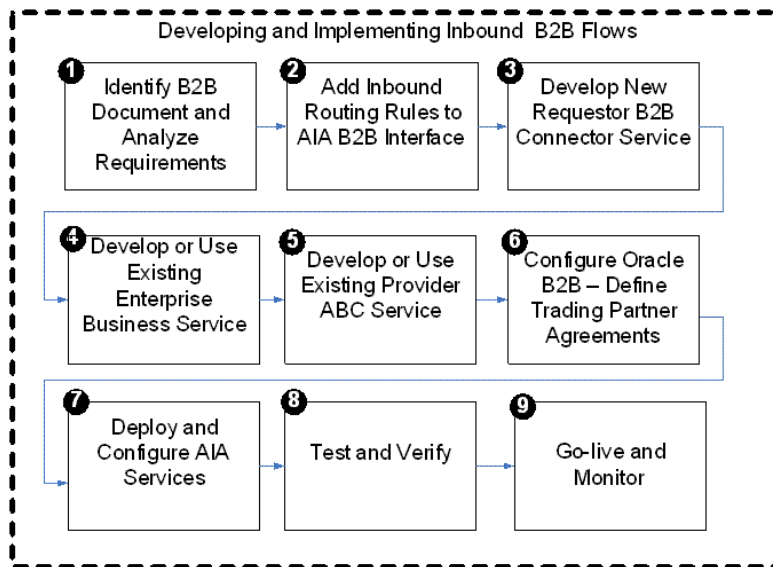 Developing and Implementing Inbound B2B Flows
1
Identify B2B
Document and
Analyze
Requirements
2
Add Inbound
Routing Rules to
AIA B2B Interface
3
Develop New
Requestor B2B
Connector Service
4
Develop or Use
Existing
Enterprise
Business Service
5
Develop or Use
Existing Provider
ABC Service
6
Configure Oracle
B2B – Define
Trading Partner
Agreements
7
Deploy and
Configure AIA
Services
8
Test and Verify
9
Go-live and
Monitor